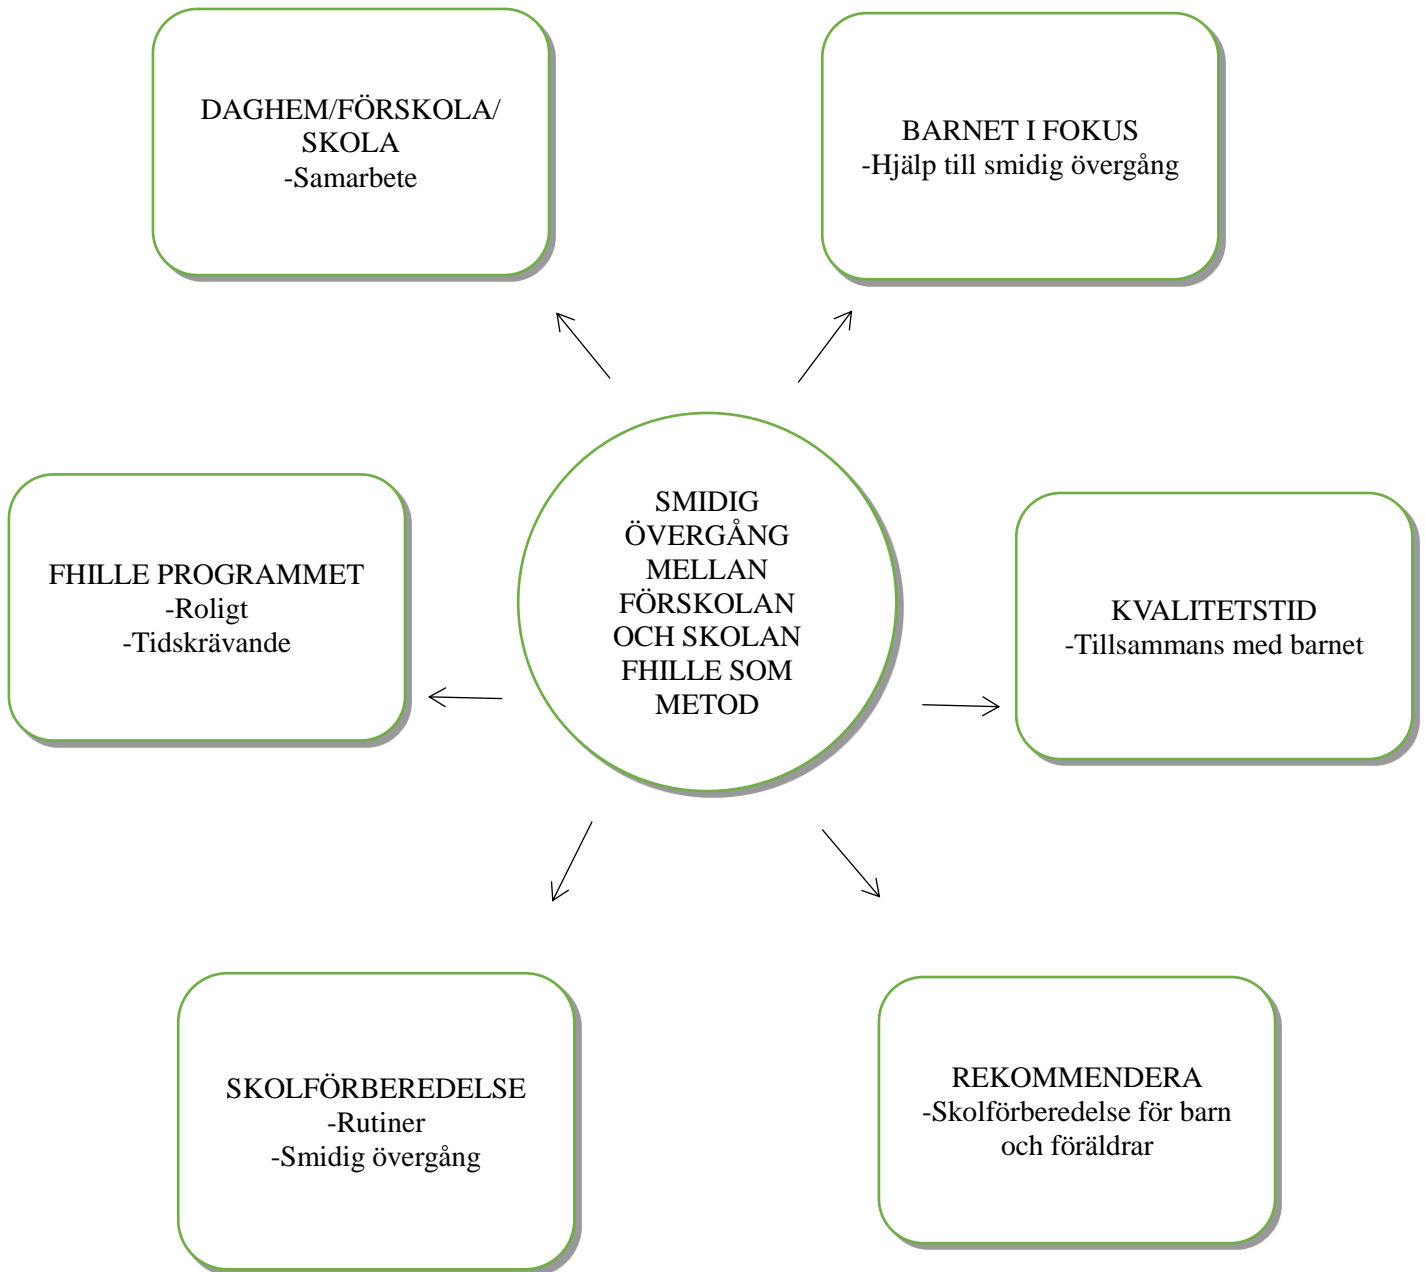 DAGHEM/FÖRSKOLA/
SKOLA
-Samarbete
BARNET I FOKUS
-Hjälp till smidig övergång
FHILLE PROGRAMMET
-Roligt
-Tidskrävande
SMIDIG
ÖVERGÅNG
MELLAN
FÖRSKOLAN
OCH SKOLAN
FHILLE SOM
METOD
KVALITETSTID
-Tillsammans med barnet
SKOLFÖRBEREDELSE
-Rutiner
-Smidig övergång
REKOMMENDERA
-Skolförberedelse för barn
och föräldrar